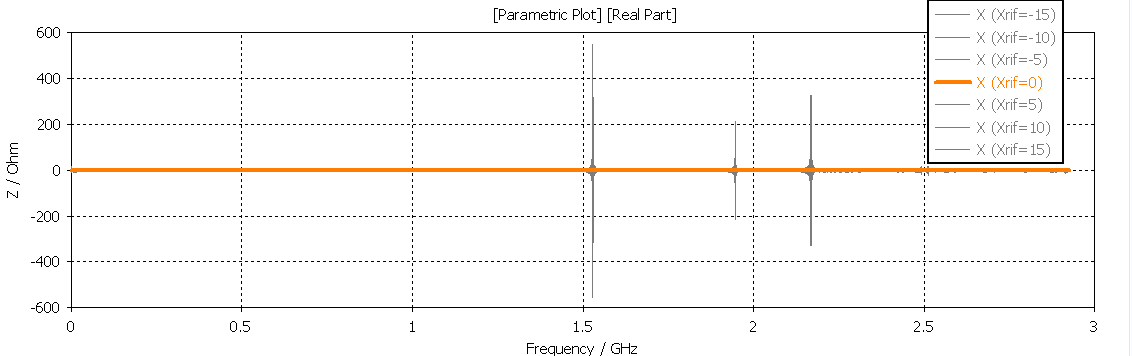 [Parametric Plot] [Real Part]
X (Xrif=-15)
X (Xrif=-10)
X (Xrif=-5)
X (Xrif=0)
X (Xrif=5)
X (Xrif=10)
X (Xrif=15)
Z / Ohm
600
400
200
0
-200
-400
-600
0 0.5 1 1.5 2 2.5 3
Frequency / GHz